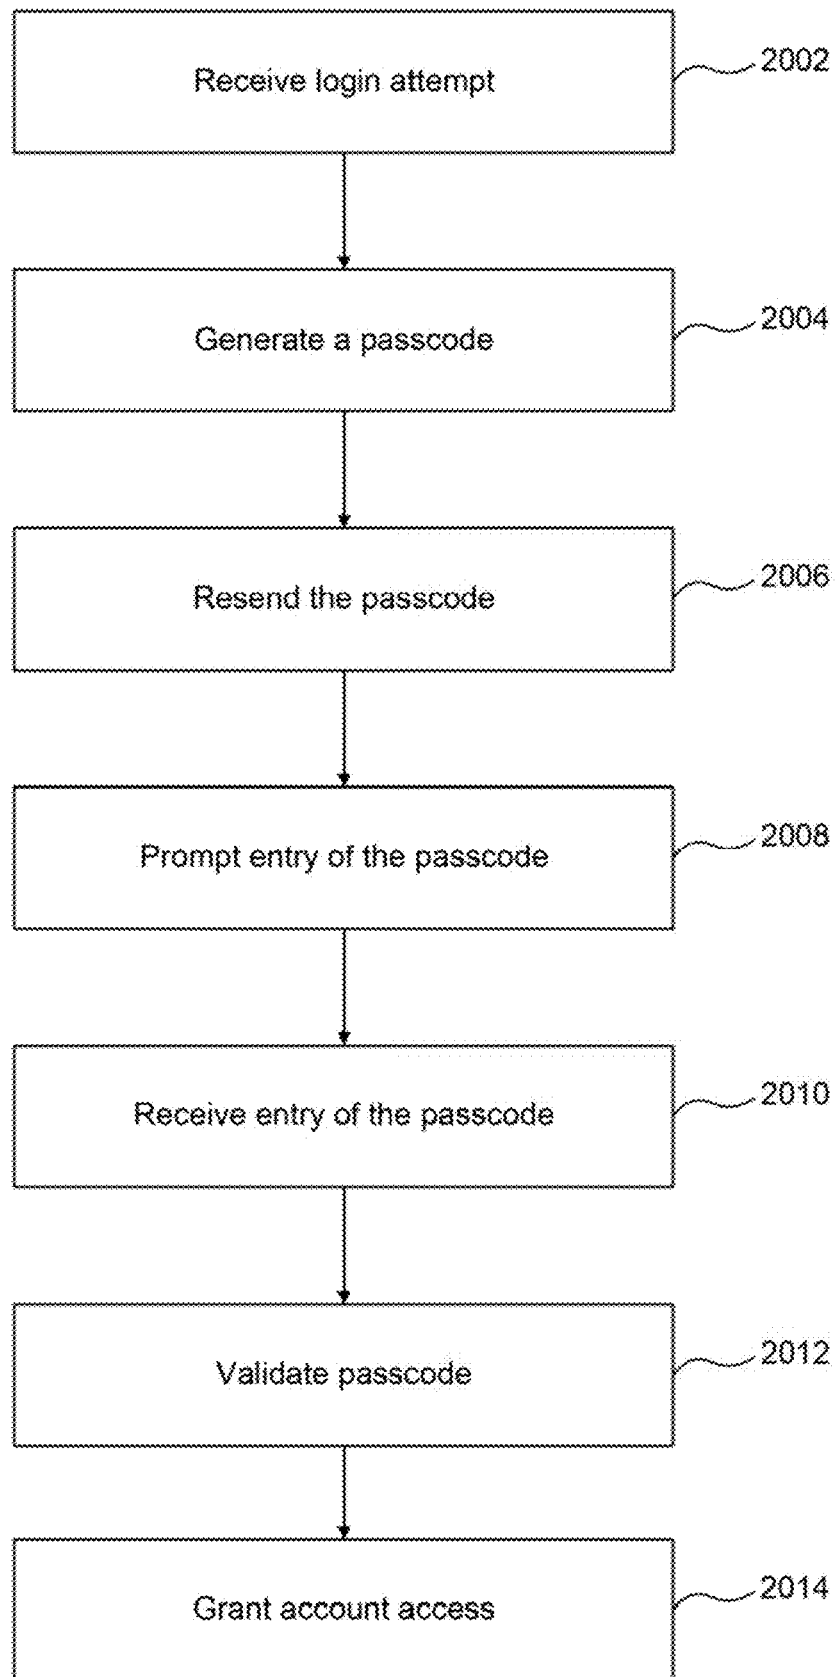 Receive login attempt
2002
Generate a passcode
2004
Resend the passcode
2006
Prompt entry of the passcode
2008
Receive entry of the passcode
2010
Validate passcode
2012
Grant account access
2014